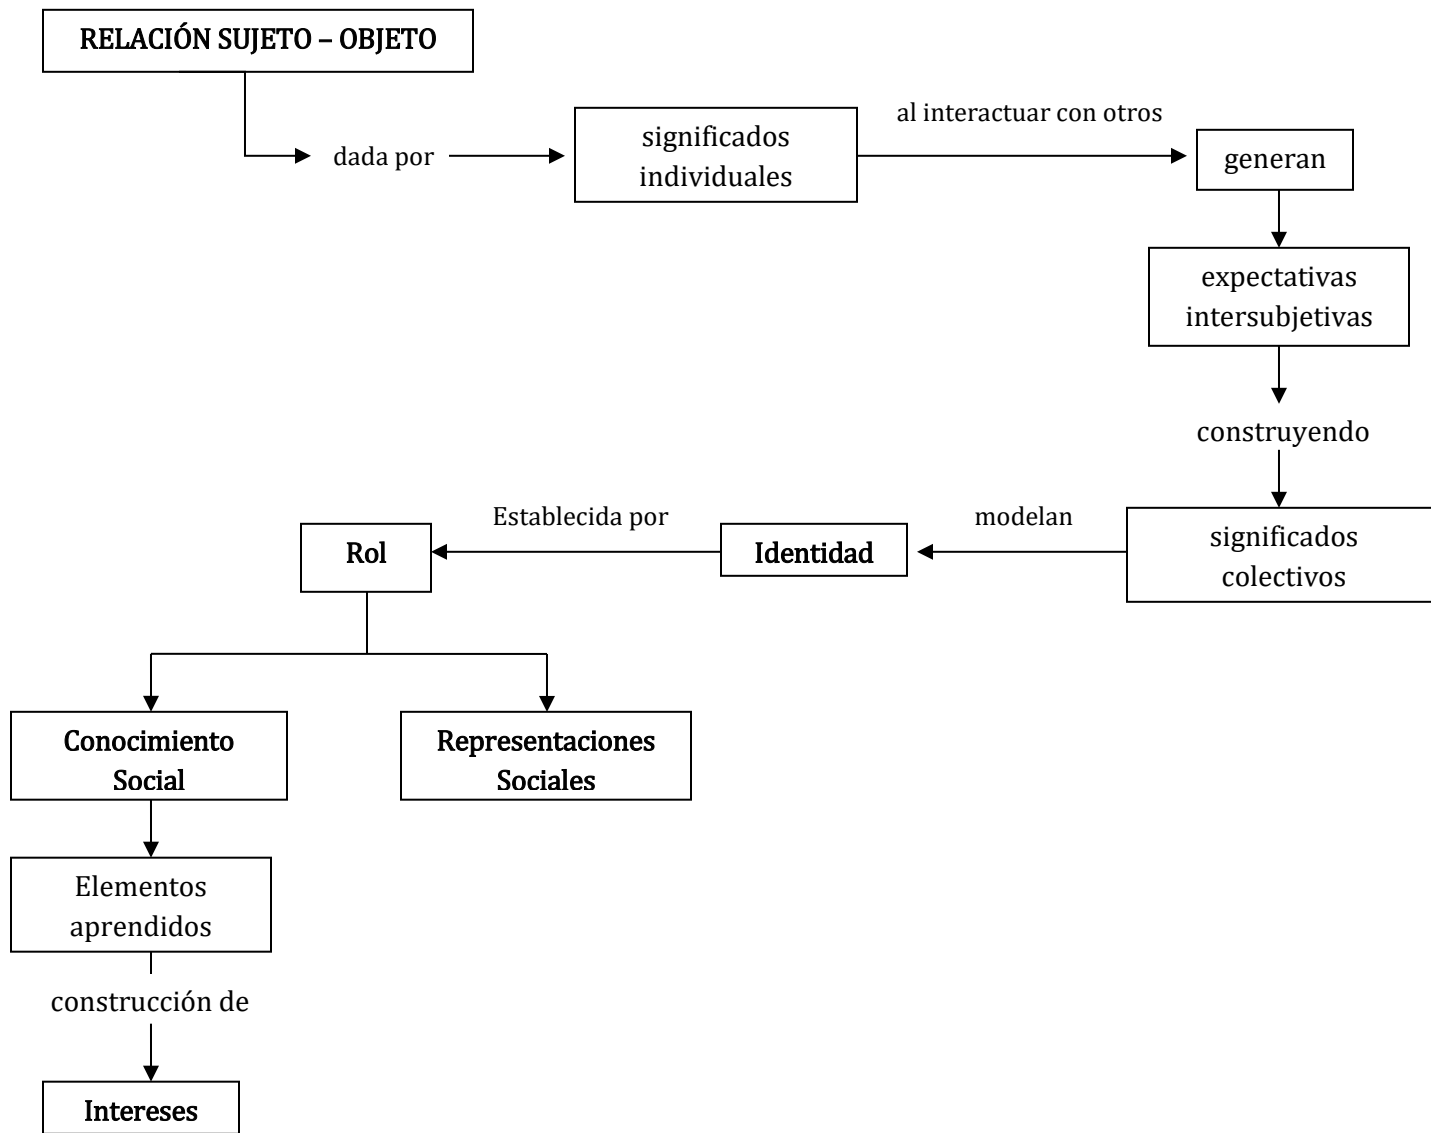 RELACIÓN SUJETO – OBJETO
dada por
significados
individuales
al interactuar con otros
generan
expectativas
intersubjetivas
construyendo
significados
colectivos
modelan
Identidad
Establecida por
Rol
Conocimiento
Social
Representaciones
Sociales
Elementos
aprendidos
construcción de
Intereses